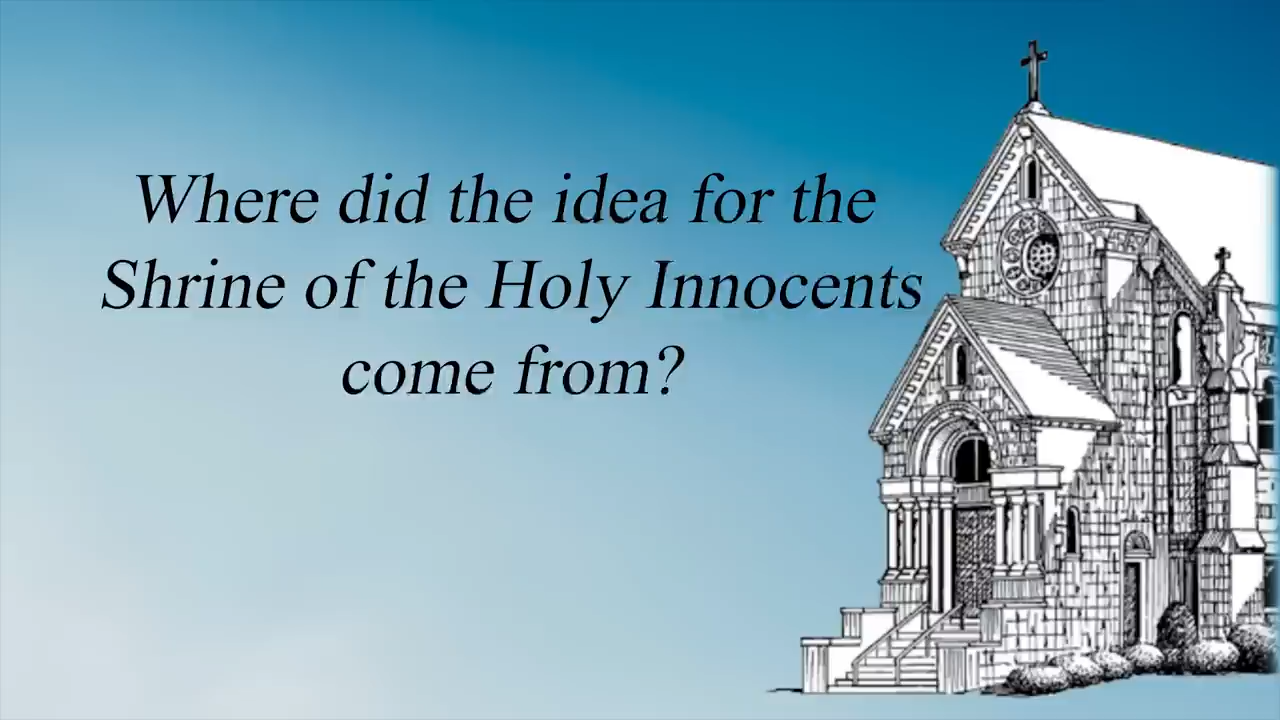 Where did the idea for the
Shrine of the Holy Innocents
come from?